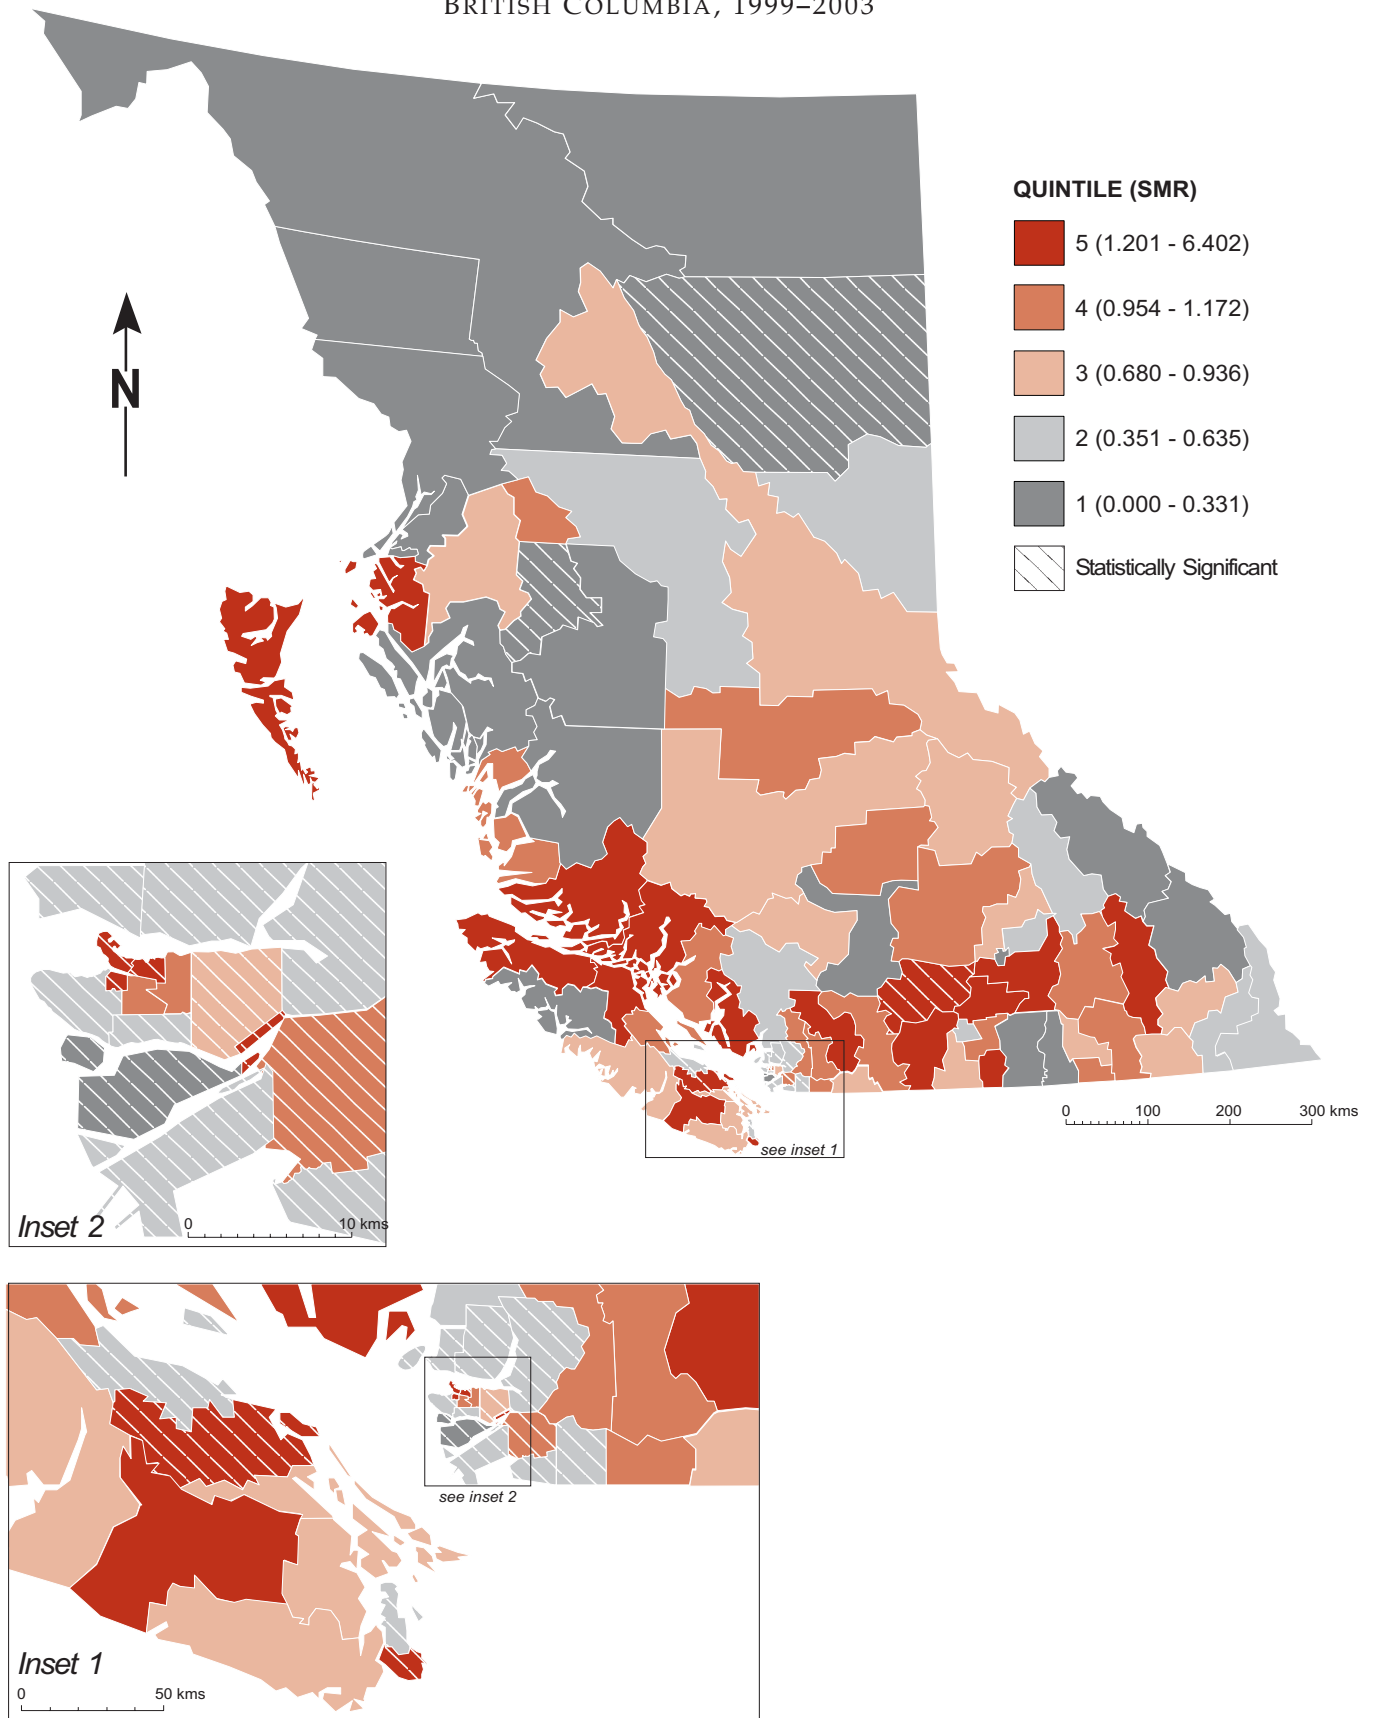 BRITISH COLUMBIA, 1999–2003
QUINTILE (SMR)
5 (1.201 - 6.402)
4 (0.954 - 1.172)
3 (0.680 - 0.936)
2 (0.351 - 0.635)
1 (0.000 - 0.331)
Statistically Significant
N
0 100 200 300 kms
see inset 1
Inset 2
0 10 kms
see inset 2
Inset 1
0 50 kms